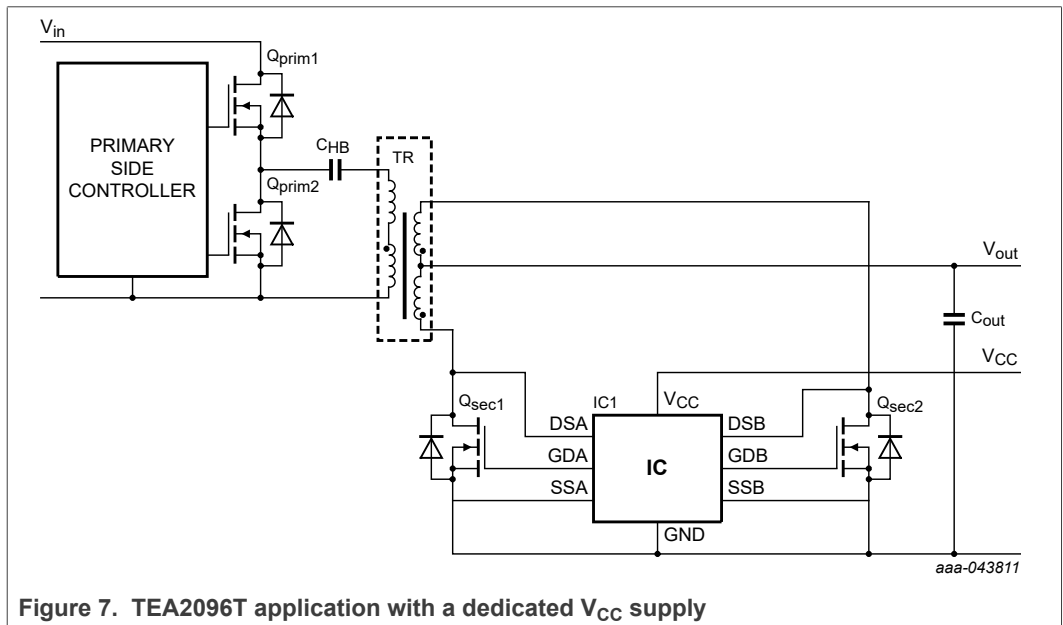 Vin
Qprim1
PRIMARY
SIDE
CONTROLLER
CHB
TR
Qprim2
Vout
Cout
VCC
Qsec1
IC1
VCC
Qsec2
DSA
DSB
GDA
IC
GDB
SSA
SSB
GND
aaa-043811
Figure 7. TEA2096T application with a dedicated VCC supply